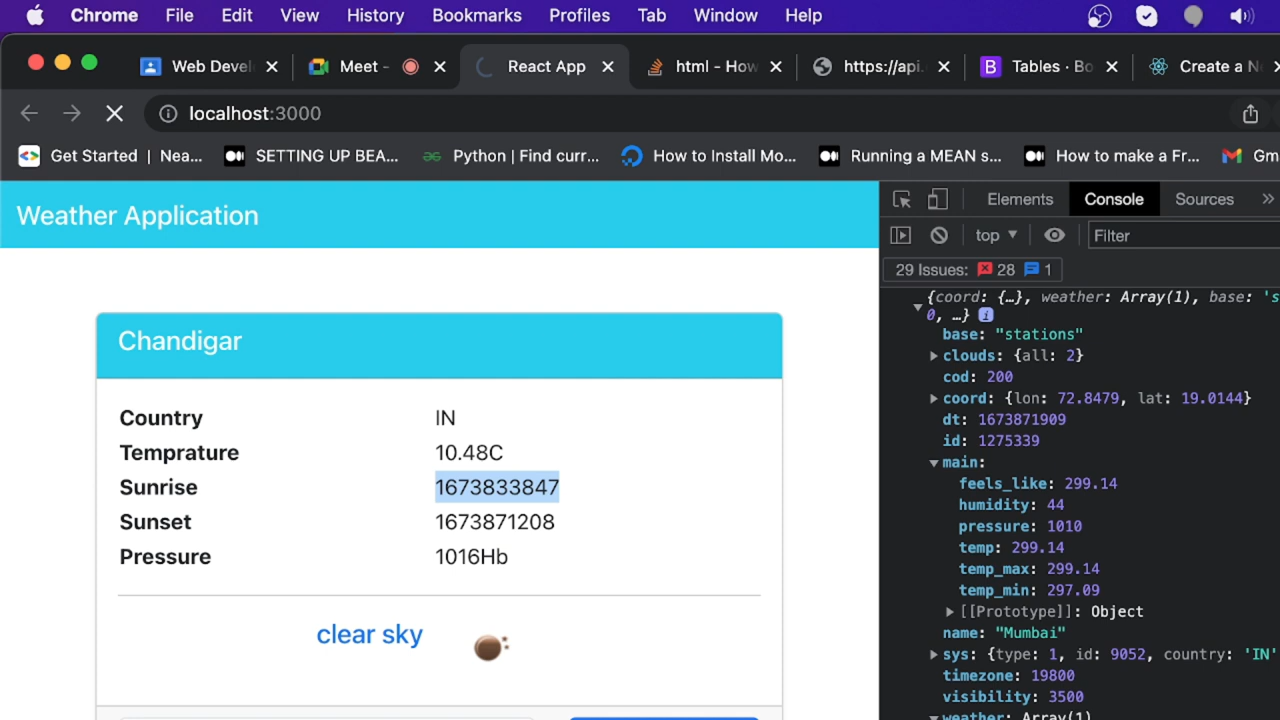 Chrome File Edit View History Bookmarks Profiles Tab Window Help
Web Devel Meet - React App html - How https://api. B Tables · Bo Create a N
localhost:3000
Get Started | Nea... SETTING UP BEA... Python | Find curr... How to Install Mo... Running a MEAN s... How to make a Fr... Gm
Weather Application
Elements Console Sources »
top Filter
29 Issues: 28 1
{coord: {…}, weather: Array(1), base: 's
0, …} i
base: "stations"
clouds: {all: 2}
cod: 200
coord: {lon: 72.8479, lat: 19.0144}
dt: 1673871909
id: 1275339
main:
feels_like: 299.14
humidity: 44
pressure: 1010
temp: 299.14
temp_max: 299.14
temp_min: 297.09
[[Prototype]]: Object
name: "Mumbai"
sys: {type: 1, id: 9052, country: 'IN'
timezone: 19800
visibility: 3500
weather: Array(1)
Chandigar
Country IN
Temprature 10.48C
Sunrise 1673833847
Sunset 1673871208
Pressure 1016Hb
clear sky